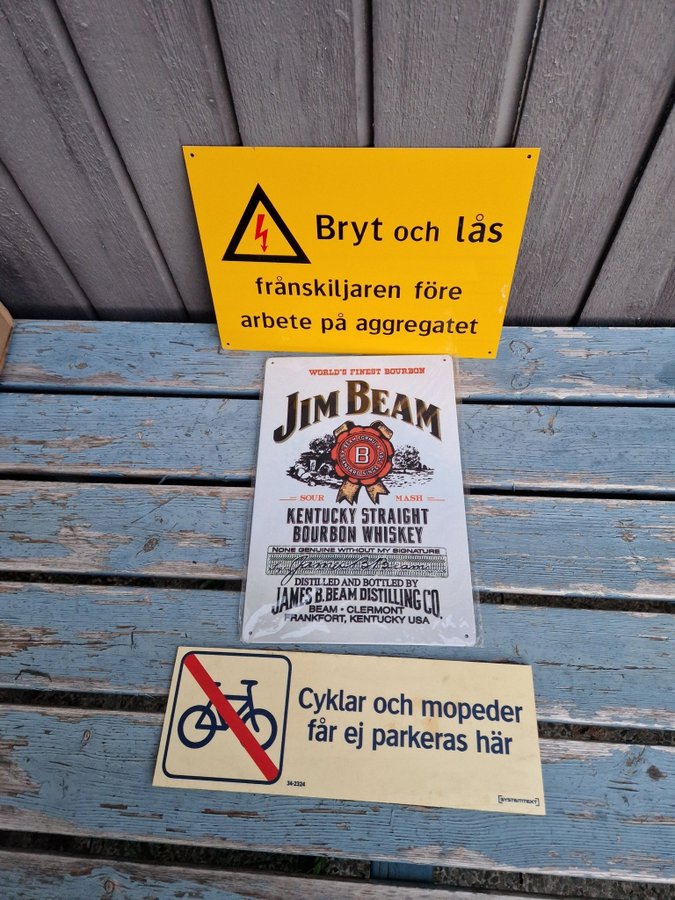 Bryt och lås
frånskiljaren före
arbete på aggregatet
WORLD'S FINEST BOURBON
JIM BEAM
B
SOUR MASH
KENTUCKY STRAIGHT
BOURBON WHISKEY
NONE GENUINE WITHOUT MY SIGNATURE
James B. Beam
DISTILLED AND BOTTLED BY
JAMES B. BEAM DISTILLING CO.
BEAM • CLERMONT
FRANKFORT, KENTUCKY USA
Cyklar och mopeder
får ej parkeras här
34-2324
SYSTEMTEXT